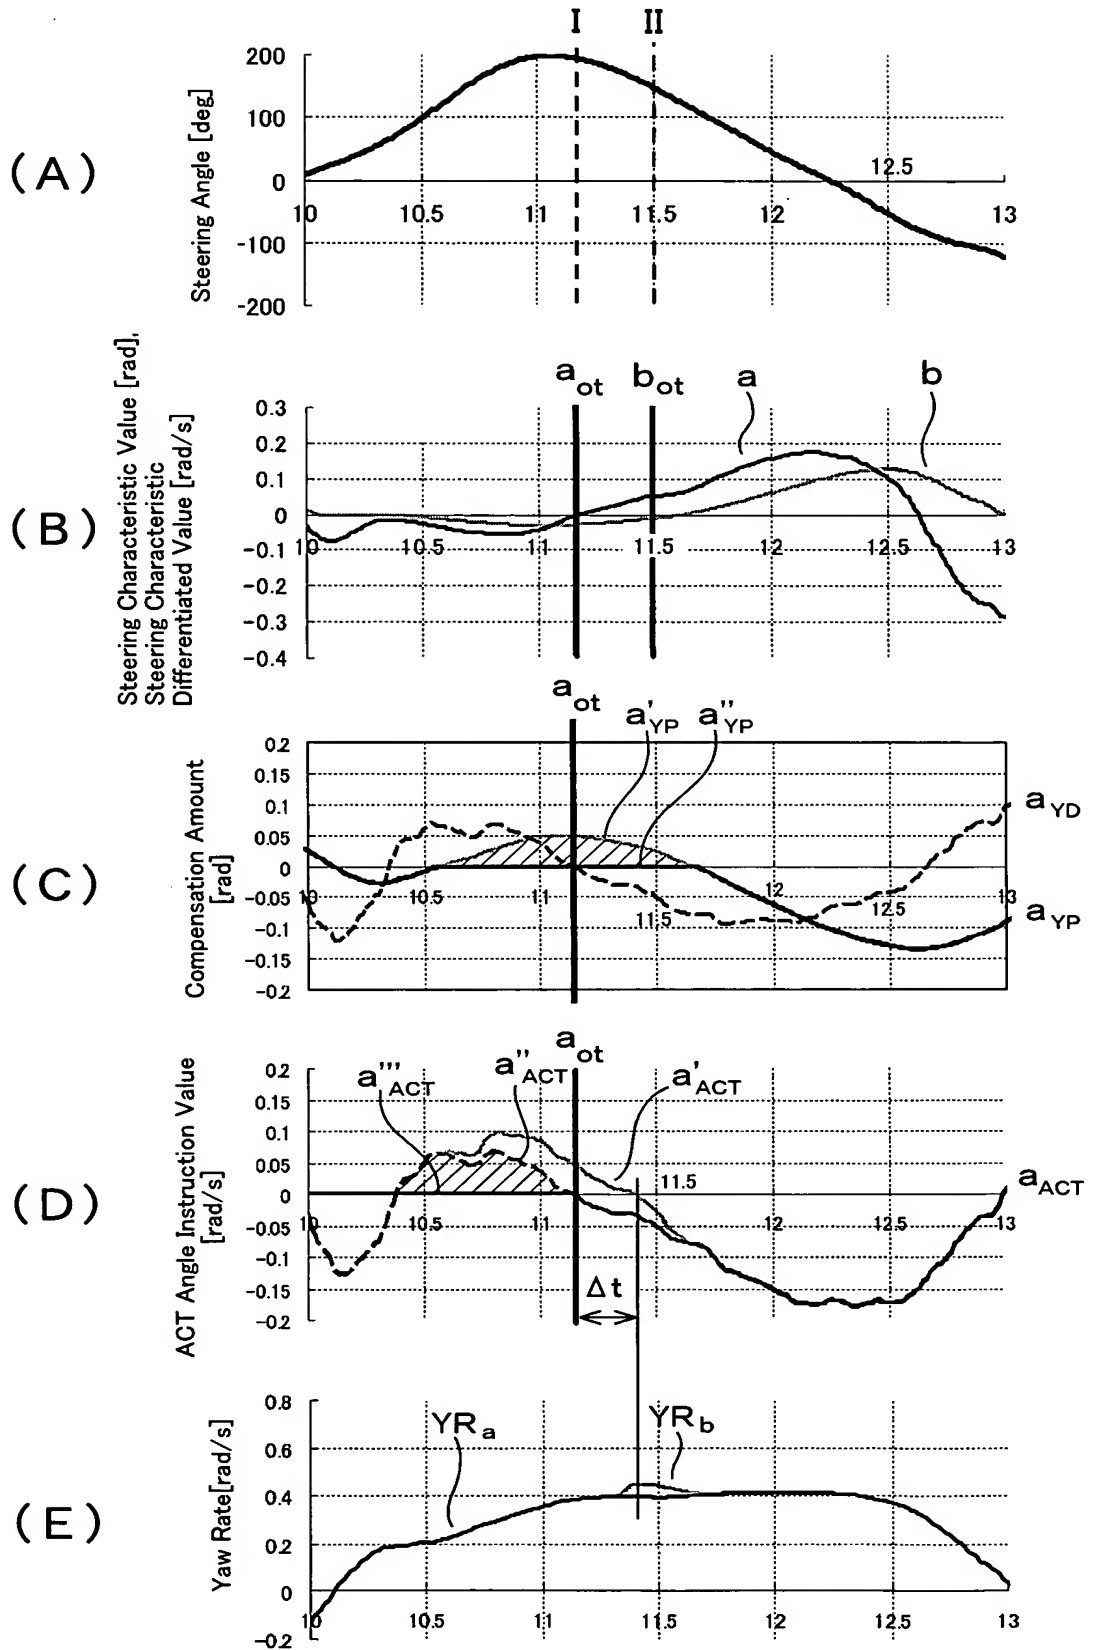 I II
(A)
Steering Angle [deg]
200
100
0
-100
-200
10 10.5 11 11.5 12 12.5 13
(B)
Steering Characteristic Value [rad],
Steering Characteristic
Differentiated Value [rad/s]
a_ot b_ot a b
0.3
0.2
0.1
0
-0.1
-0.2
-0.3
-0.4
10 10.5 11 11.5 12 12.5 13
(C)
Compensation Amount
[rad]
a_ot a'_YP a''_YP
0.2
0.15
0.1
0.05
0
-0.05
-0.1
-0.15
-0.2
10 10.5 11 11.5 12 12.5 13
a_YD
a_YP
(D)
ACT Angle Instruction Value
[rad/s]
a_ot
a'''_ACT a''_ACT a'_ACT
0.2
0.15
0.1
0.05
0
-0.05
-0.1
-0.15
-0.2
10 10.5 11 11.5 12 12.5 13
a_ACT
Δt
(E)
Yaw Rate[rad/s]
YR_a YR_b
0.8
0.6
0.4
0.2
0
-0.2
10 10.5 11 11.5 12 12.5 13